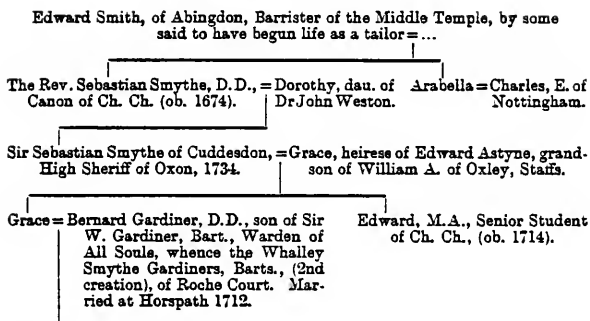 Edward Smith, of Abingdon, Barrister of the Middle Temple, by some
said to have begun life as a tailor=...
The Rev. Sebastian Smythe, D.D., =Dorothy, dau. of Arabella=Charles, E. of
Canon of Ch. Ch. (ob. 1674). Dr John Weston. Nottingham.
Sir Sebastian Smythe of Cuddesdon, =Grace, heiress of Edward Astyne, grand-
High Sheriff of Oxon, 1734. son of William A. of Oxley, Staffs.
Grace= Bernard Gardiner, D.D., son of Sir
W. Gardiner, Bart., Warden of
All Souls, whence the Whalley
Smythe Gardiners, Barts., (2nd
creation), of Roche Court. Mar-
ried at Horspath 1712.
Edward, M.A., Senior Student
of Ch. Ch., (ob. 1714).